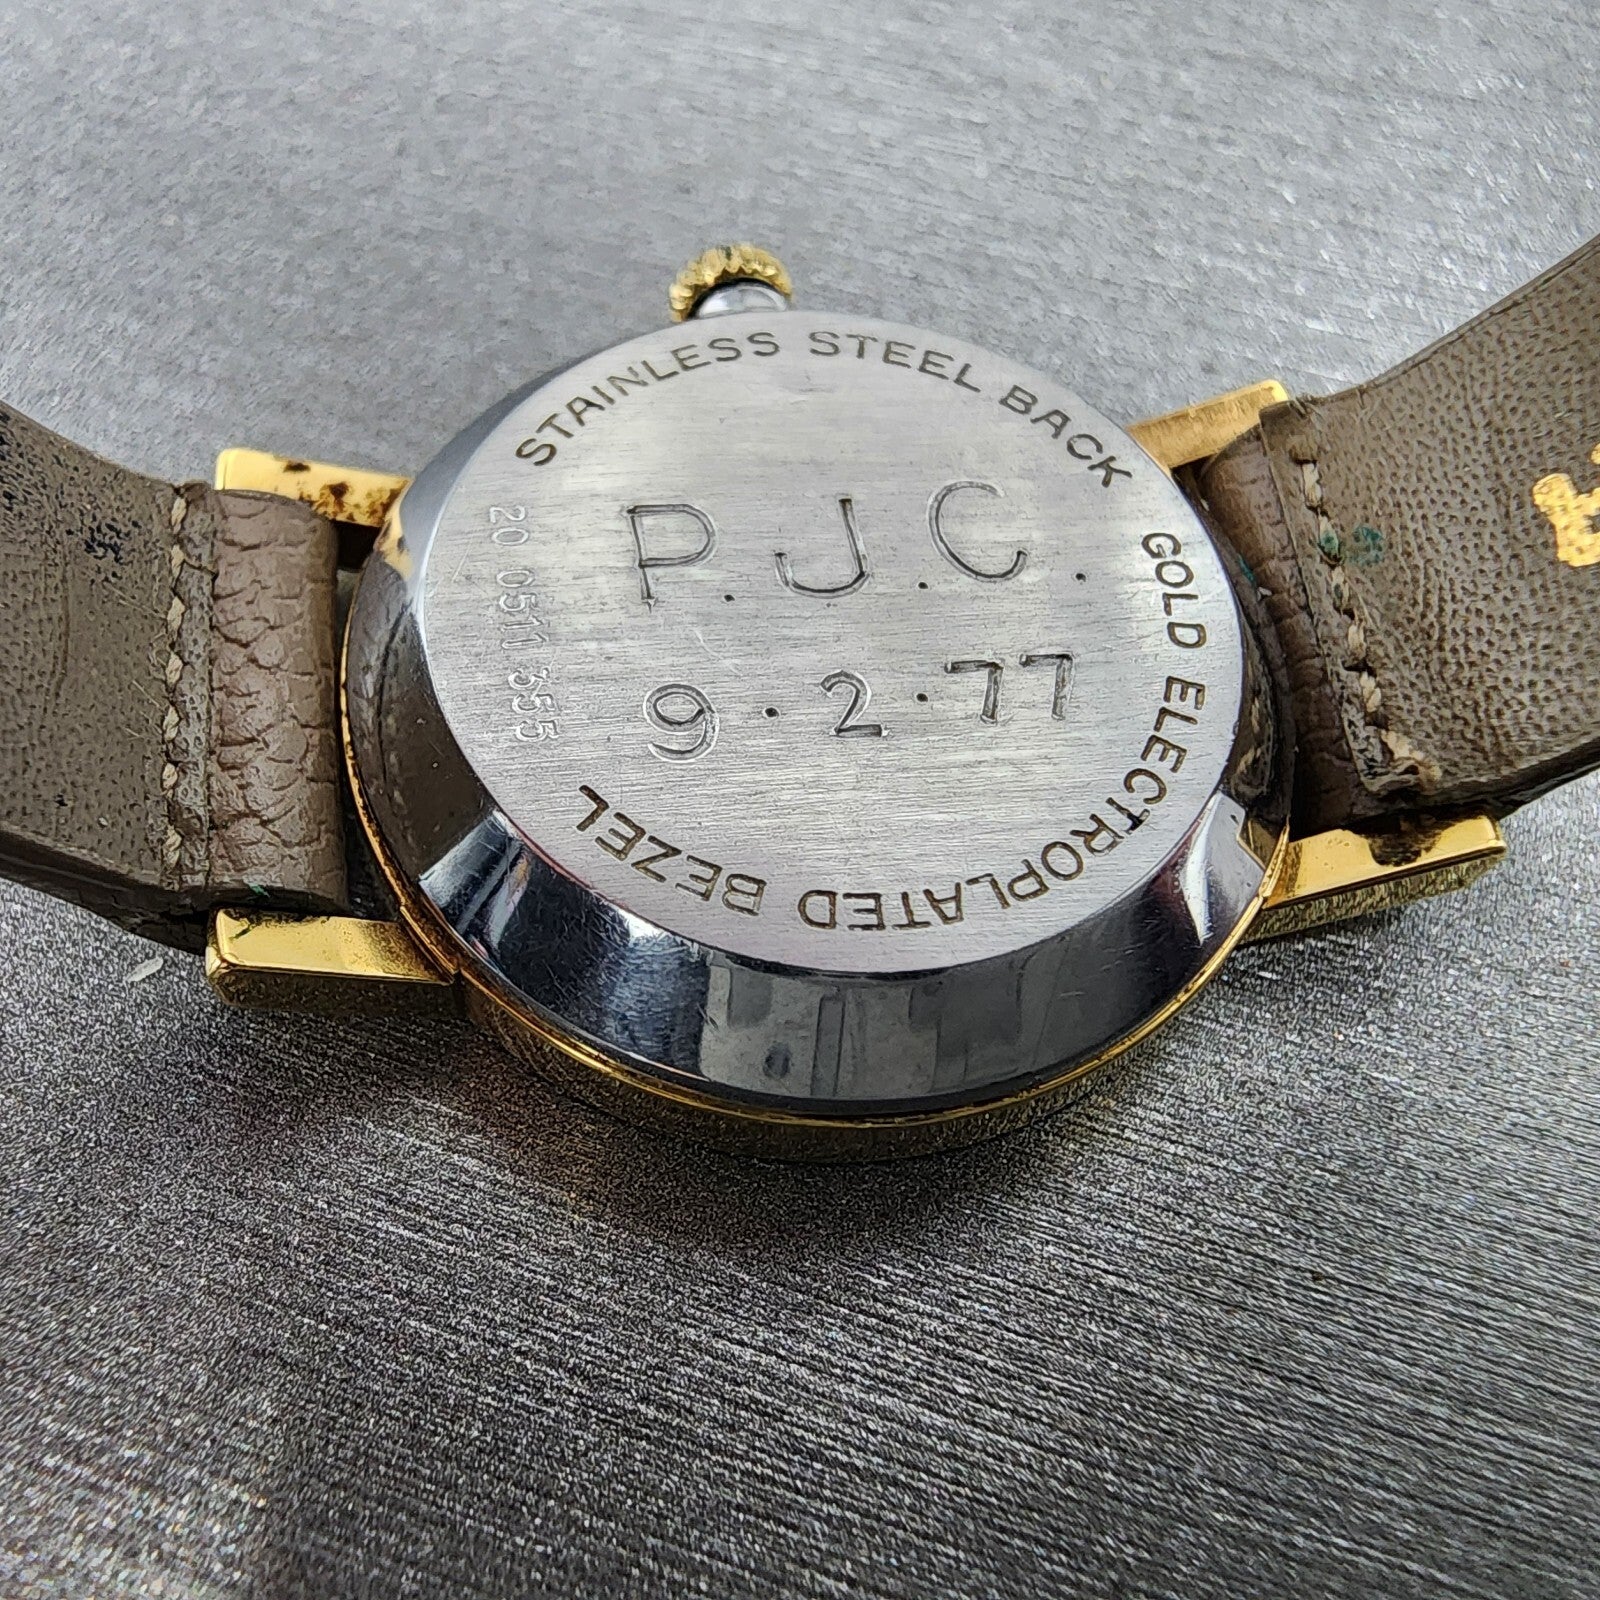 STAINLESS STEEL BACK
P.J.C.
9.2.77
20 0511 355
GOLD ELECTROPLATED BEZEL